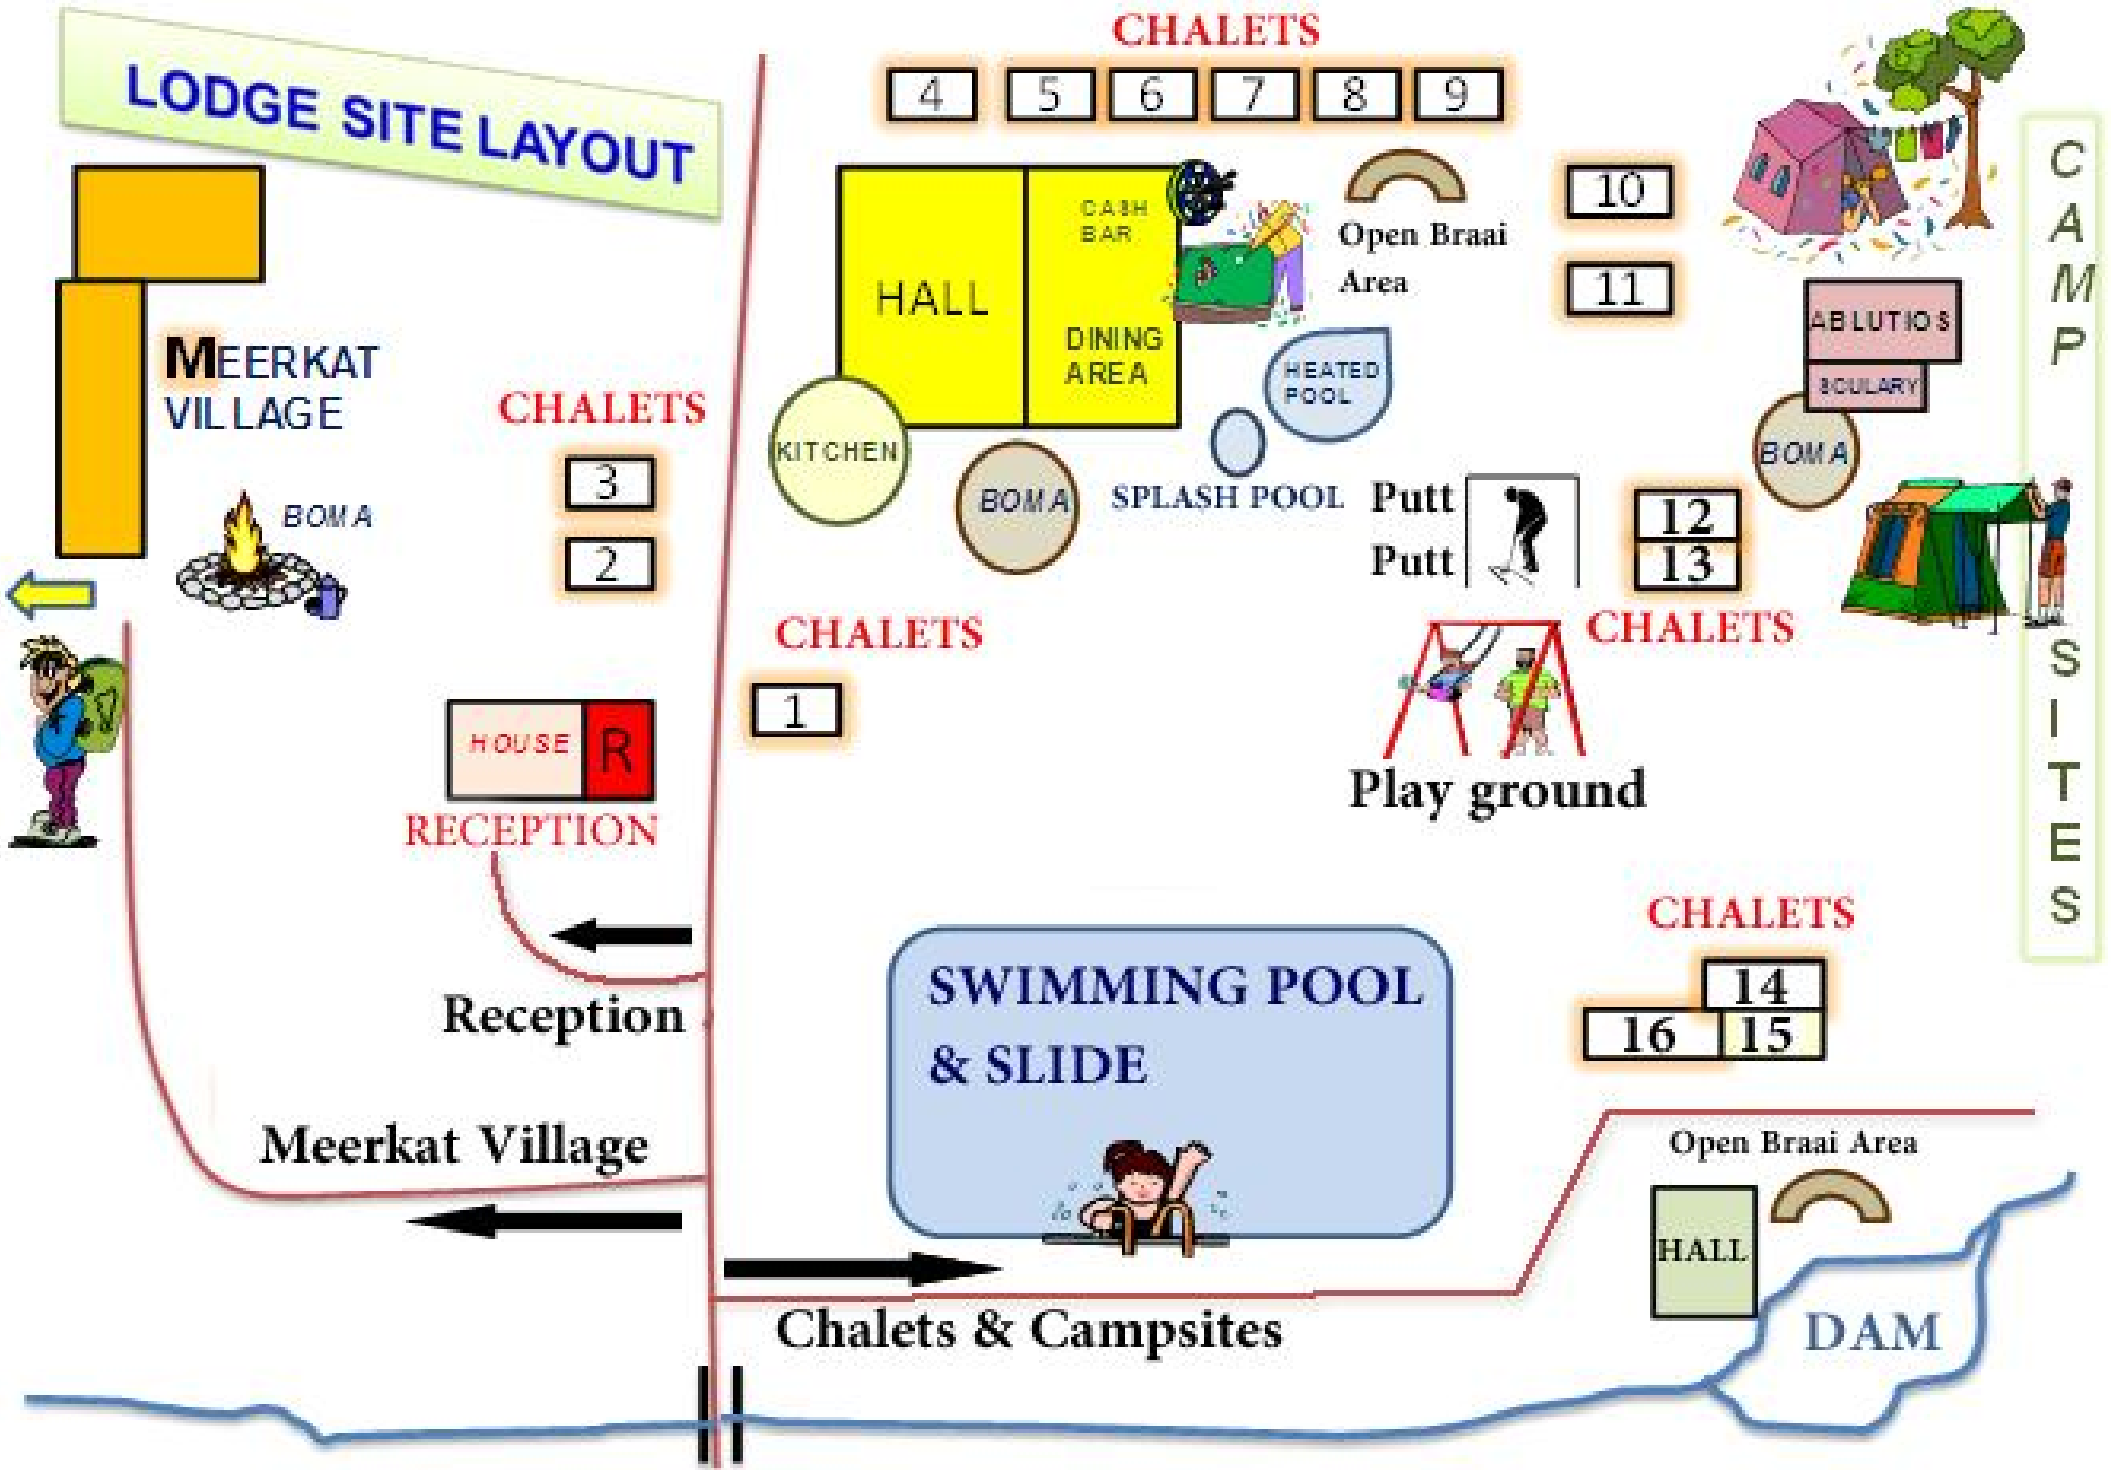 LODGE SITE LAYOUT
CHALETS
4 5 6 7 8 9
HALL
CASH
BAR
DINING
AREA
Open Braai
Area
10
11
CAMP SITES
ABLUTIOS
SCULARY
BOMA
MEERKAT
VILLAGE
BOMA
CHALETS
3
2
KITCHEN
BOMA
HEATED
POOL
SPLASH POOL
Putt
Putt
12
13
CHALETS
CHALETS
1
HOUSE R
RECEPTION
Play ground
Reception
SWIMMING POOL
& SLIDE
CHALETS
14
16 15
Meerkat Village
Open Braai Area
HALL
Chalets & Campsites
DAM